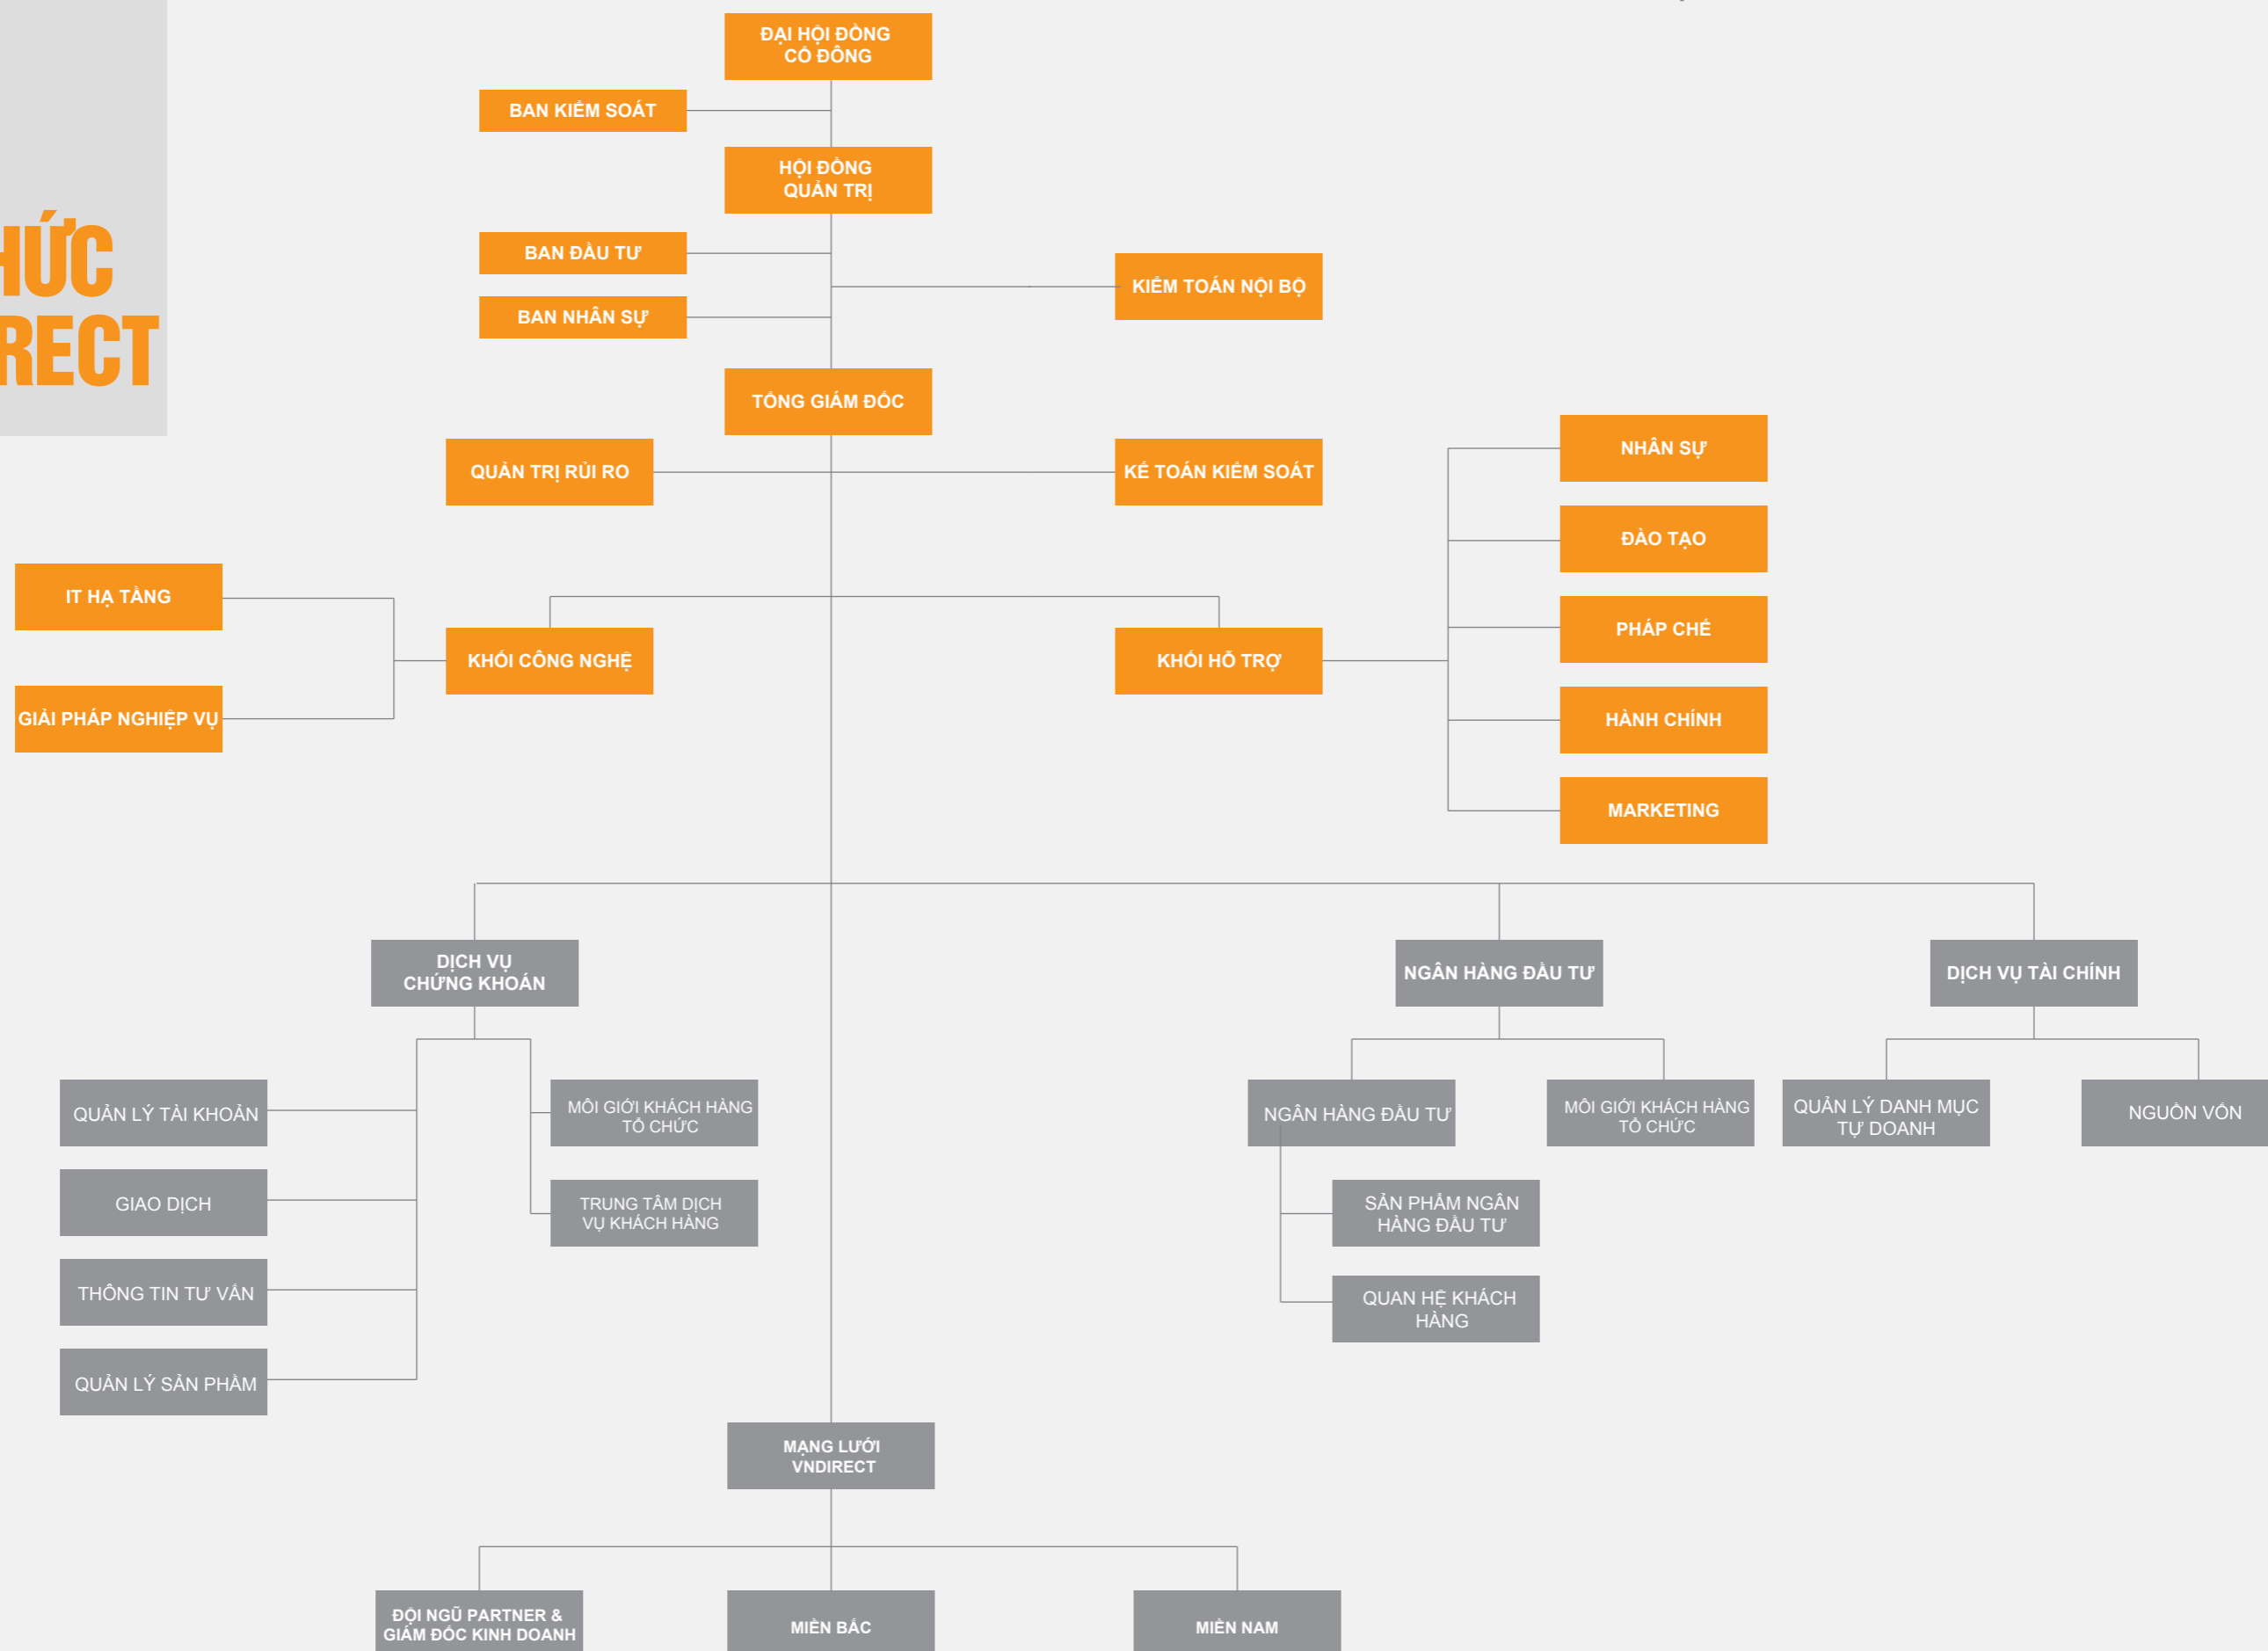 ĐẠI HỘI ĐỒNG
CỔ ĐÔNG
BAN KIỂM SOÁT
HỘI ĐỒNG
QUẢN TRỊ
HỨC
RECT
BAN ĐẦU TƯ
KIỂM TOÁN NỘI BỘ
BAN NHÂN SỰ
TỔNG GIÁM ĐỐC
NHÂN SỰ
QUẢN TRỊ RỦI RO
KẾ TOÁN KIỂM SOÁT
ĐÀO TẠO
IT HẠ TẦNG
PHÁP CHẾ
KHỐI CÔNG NGHỆ
KHỐI HỖ TRỢ
GIẢI PHÁP NGHIỆP VỤ
HÀNH CHÍNH
MARKETING
DỊCH VỤ
CHỨNG KHOÁN
NGÂN HÀNG ĐẦU TƯ
DỊCH VỤ TÀI CHÍNH
QUẢN LÝ TÀI KHOẢN
MÔI GIỚI KHÁCH HÀNG
TỔ CHỨC
NGÂN HÀNG ĐẦU TƯ
MÔI GIỚI KHÁCH HÀNG
TỔ CHỨC
QUẢN LÝ DANH MỤC
TỰ DOANH
NGUỒN VỐN
GIAO DỊCH
TRUNG TÂM DỊCH
VỤ KHÁCH HÀNG
SẢN PHẨM NGÂN
HÀNG ĐẦU TƯ
THÔNG TIN TƯ VẤN
QUAN HỆ KHÁCH
HÀNG
QUẢN LÝ SẢN PHẨM
MẠNG LƯỚI
VNDIRECT
ĐỘI NGŨ PARTNER &
GIÁM ĐỐC KINH DOANH
MIỀN BẮC
MIỀN NAM